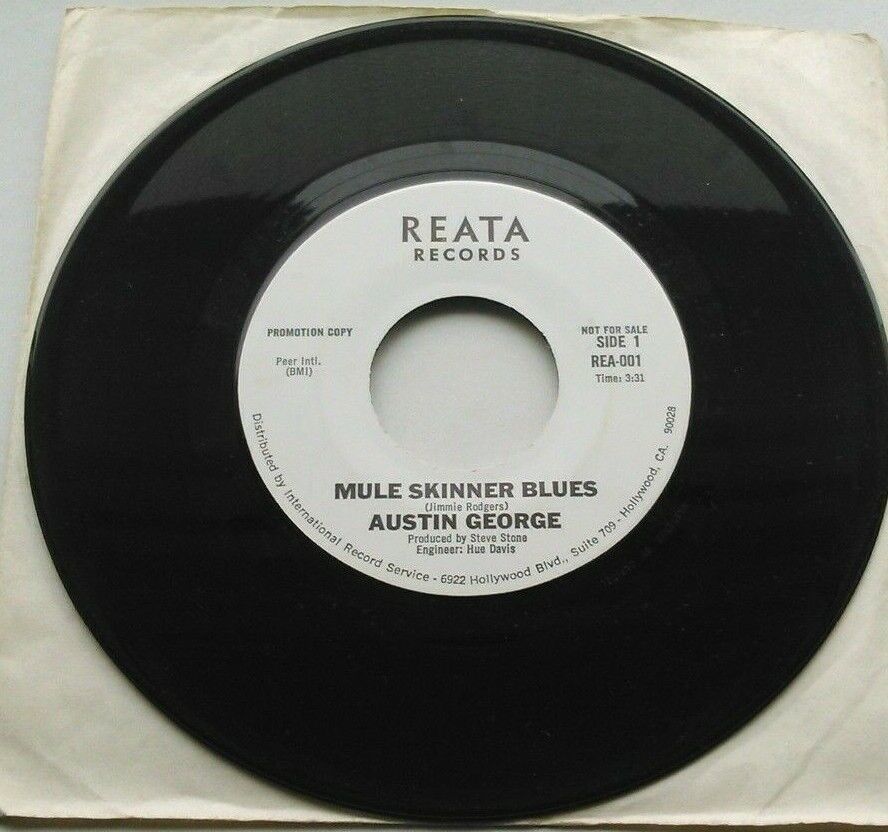 REATA
RECORDS
PROMOTION COPY
Peer Intl.
(BMI)
NOT FOR SALE
SIDE 1
REA-001
Time: 3:31
MULE SKINNER BLUES
(Jimmie Rodgers)
AUSTIN GEORGE
Produced by Steve Stone
Engineer: Hue Davis
Distributed by International Record Service - 6922 Hollywood Blvd., Suite 709 - Hollywood, CA. 90028